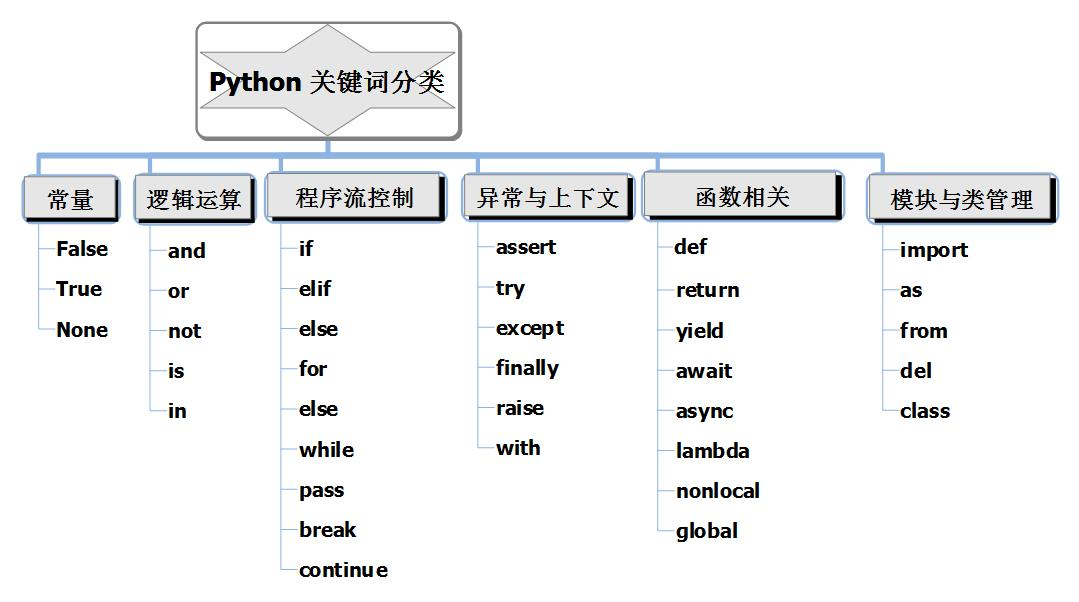 Python 关键词分类
常量
False
True
None
逻辑运算
and
or
not
is
in
程序流控制
if
elif
else
for
else
while
pass
break
continue
异常与上下文
assert
try
except
finally
raise
with
函数相关
def
return
yield
await
async
lambda
nonlocal
global
模块与类管理
import
as
from
del
class